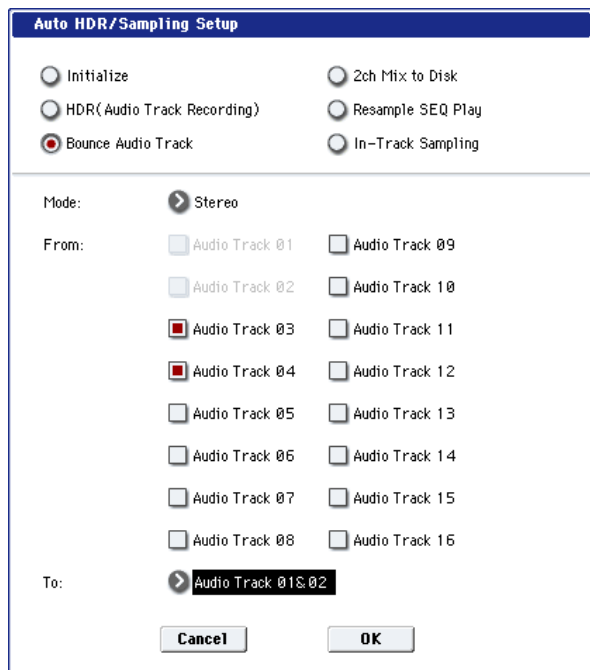 Auto HDR/Sampling Setup
Initialize
2ch Mix to Disk
HDR(Audio Track Recording)
Resample SEQ Play
Bounce Audio Track
In-Track Sampling
Mode:
Stereo
From:
Audio Track 01
Audio Track 09
Audio Track 02
Audio Track 10
Audio Track 03
Audio Track 11
Audio Track 04
Audio Track 12
Audio Track 05
Audio Track 13
Audio Track 06
Audio Track 14
Audio Track 07
Audio Track 15
Audio Track 08
Audio Track 16
To:
Audio Track 01&02
Cancel
OK